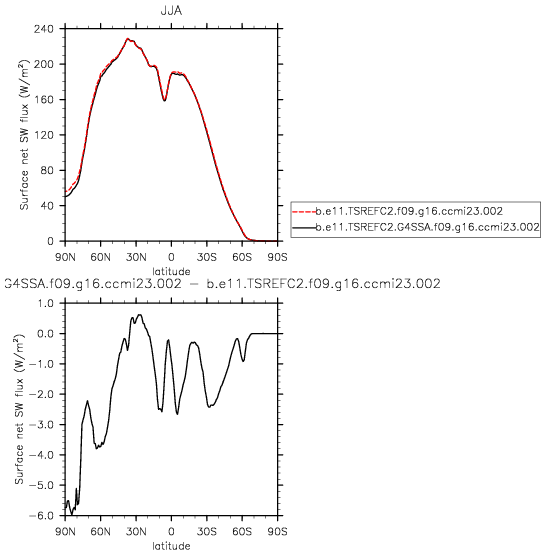 JJA
240
200
160
120
80
40
0
Surface net SW flux (W/m²)
90N 60N 30N 0 30S 60S 90S
latitude
b.e11.TSREFC2.f09.g16.ccmi23.002
b.e11.TSREFC2.G4SSA.f09.g16.ccmi23.002
G4SSA.f09.g16.ccmi23.002 - b.e11.TSREFC2.f09.g16.ccmi23.002
1.0
0.0
-1.0
-2.0
-3.0
-4.0
-5.0
-6.0
Surface net SW flux (W/m²)
90N 60N 30N 0 30S 60S 90S
latitude